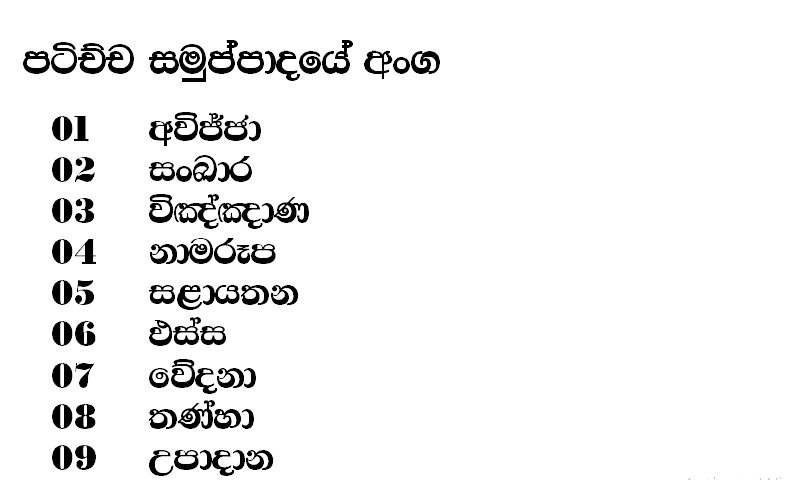 පටිච්ච සමුප්පාදයේ අංග
01 අවිජ්ජා
02 සංඛාර
03 විඤ්ඤාණ
04 නාමරූප
05 සළායතන
06 ඵස්ස
07 වේදනා
08 තණ්හා
09 උපාදාන